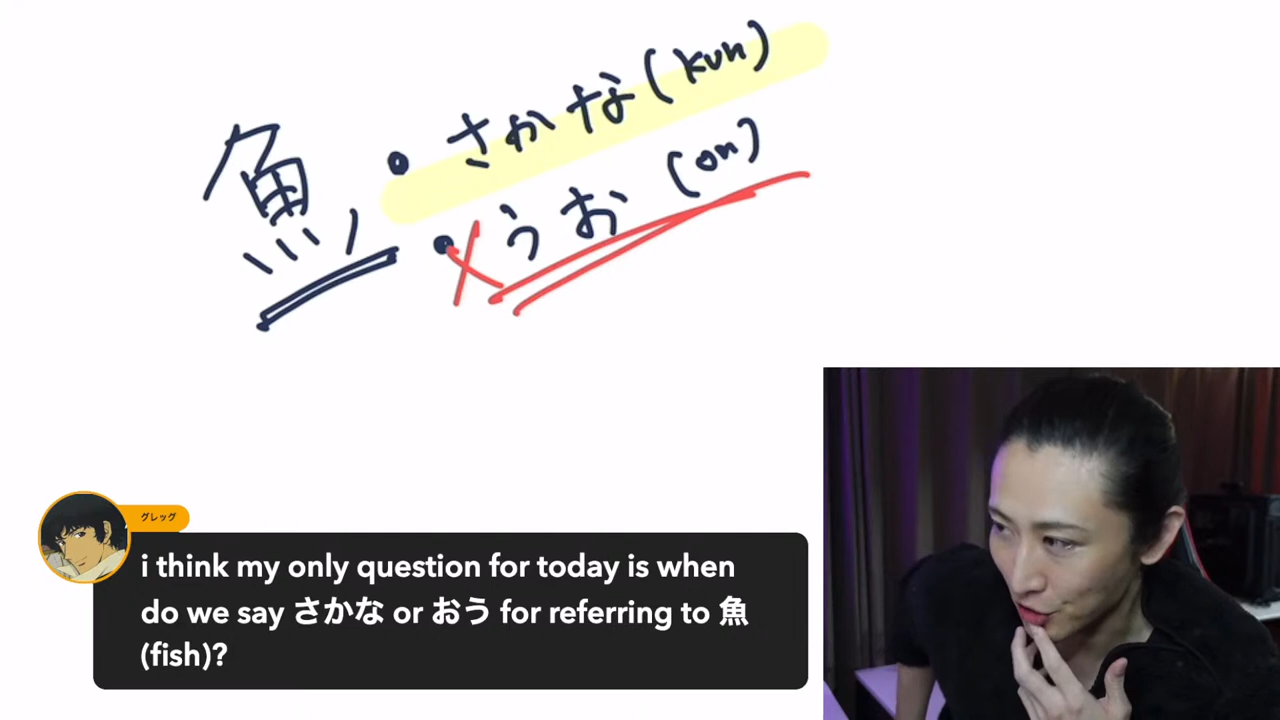 魚
・さかな(kun)
・うお(on)
グレッグ
i think my only question for today is when
do we say さかな or おう for referring to 魚
(fish)?